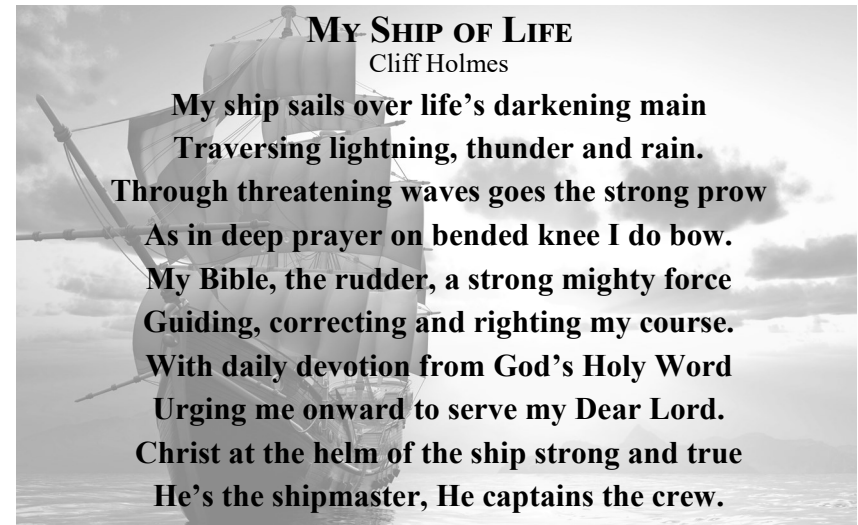 My Ship of Life
Cliff Holmes
My ship sails over life’s darkening main
Traversing lightning, thunder and rain.
Through threatening waves goes the strong prow
As in deep prayer on bended knee I do bow.
My Bible, the rudder, a strong mighty force
Guiding, correcting and righting my course.
With daily devotion from God’s Holy Word
Urging me onward to serve my Dear Lord.
Christ at the helm of the ship strong and true
He’s the shipmaster, He captains the crew.